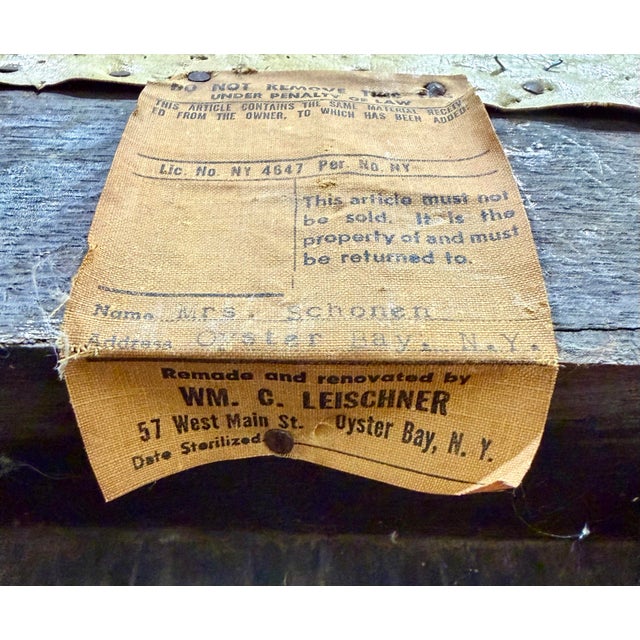 DO NOT REMOVE THIS
UNDER PENALTY OF LAW
THIS ARTICLE CONTAINS THE SAME MATERIAL RECEIV-
ED FROM THE OWNER, TO WHICH HAS BEEN ADDED
Lic. No. NY 4647 Per. No. NY
This article must not
be sold. It is the
property of and must
be returned to.
Name Mrs. Schonen
Address Oyster Bay, N.Y.
Remade and renovated by
WM. C. LEISCHNER
57 West Main St. Oyster Bay, N. Y.
Date Sterilized